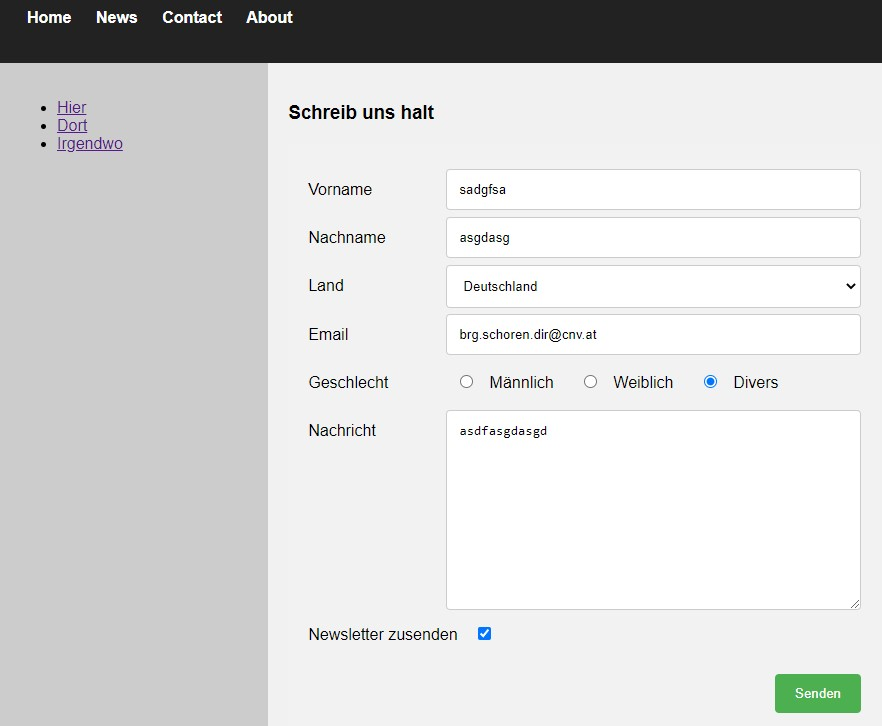 Home News Contact About
Hier
Dort
Irgendwo
Schreib uns halt
Vorname sadgfsa
Nachname asgdasg
Land Deutschland
Email brg.schoren.dir@cnv.at
Geschlecht Männlich Weiblich Divers
Nachricht asdfasgdasgd
Newsletter zusenden
Senden